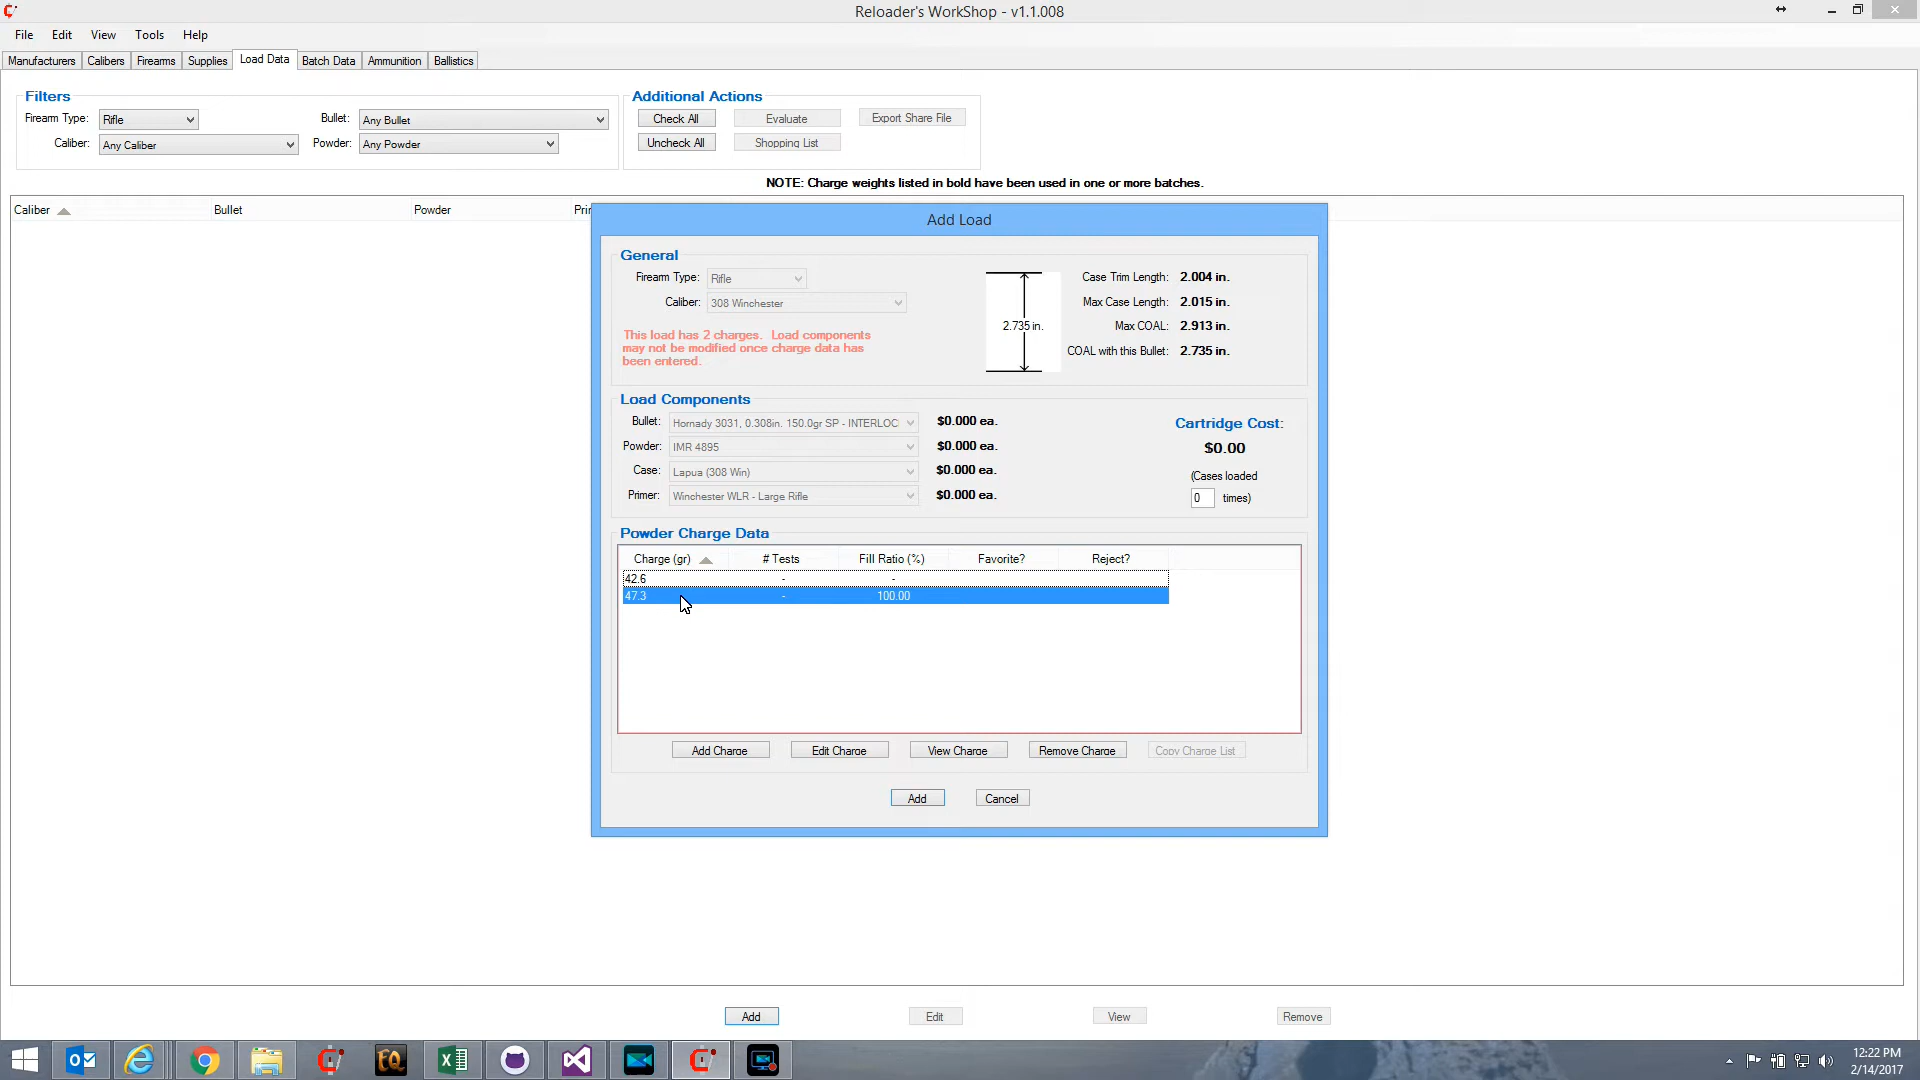 Reloader's WorkShop - v1.1.008
File Edit View Tools Help
Manufacturers Calibers Firearms Supplies Load Data Batch Data Ammunition Ballistics
Filters
Firearm Type: Rifle Bullet: Any Bullet
Caliber: Any Caliber Powder: Any Powder
Additional Actions
Check All Evaluate Export Share File
Uncheck All Shopping List
NOTE: Charge weights listed in bold have been used in one or more batches.
Caliber Bullet Powder Pri
Add Load
General
Firearm Type: Rifle
Caliber: 308 Winchester
This load has 2 charges. Load components
may not be modified once charge data has
been entered.
2.735 in.
Case Trim Length: 2.004 in.
Max Case Length: 2.015 in.
Max COAL: 2.913 in.
COAL with this Bullet: 2.735 in.
Load Components
Bullet: Hornady 3031, 0.308in. 150.0gr SP - INTERLOC $0.000 ea.
Powder: IMR 4895 $0.000 ea.
Case: Lapua (308 Win) $0.000 ea.
Primer: Winchester WLR - Large Rifle $0.000 ea.
Cartridge Cost:
$0.00
(Cases loaded
0 times)
Powder Charge Data
Charge (gr) # Tests Fill Ratio (%) Favorite? Reject?
42.6 - -
47.3 - 100.00
Add Charge Edit Charge View Charge Remove Charge Copy Charge List
Add Cancel
Add Edit View Remove
12:22 PM
2/14/2017